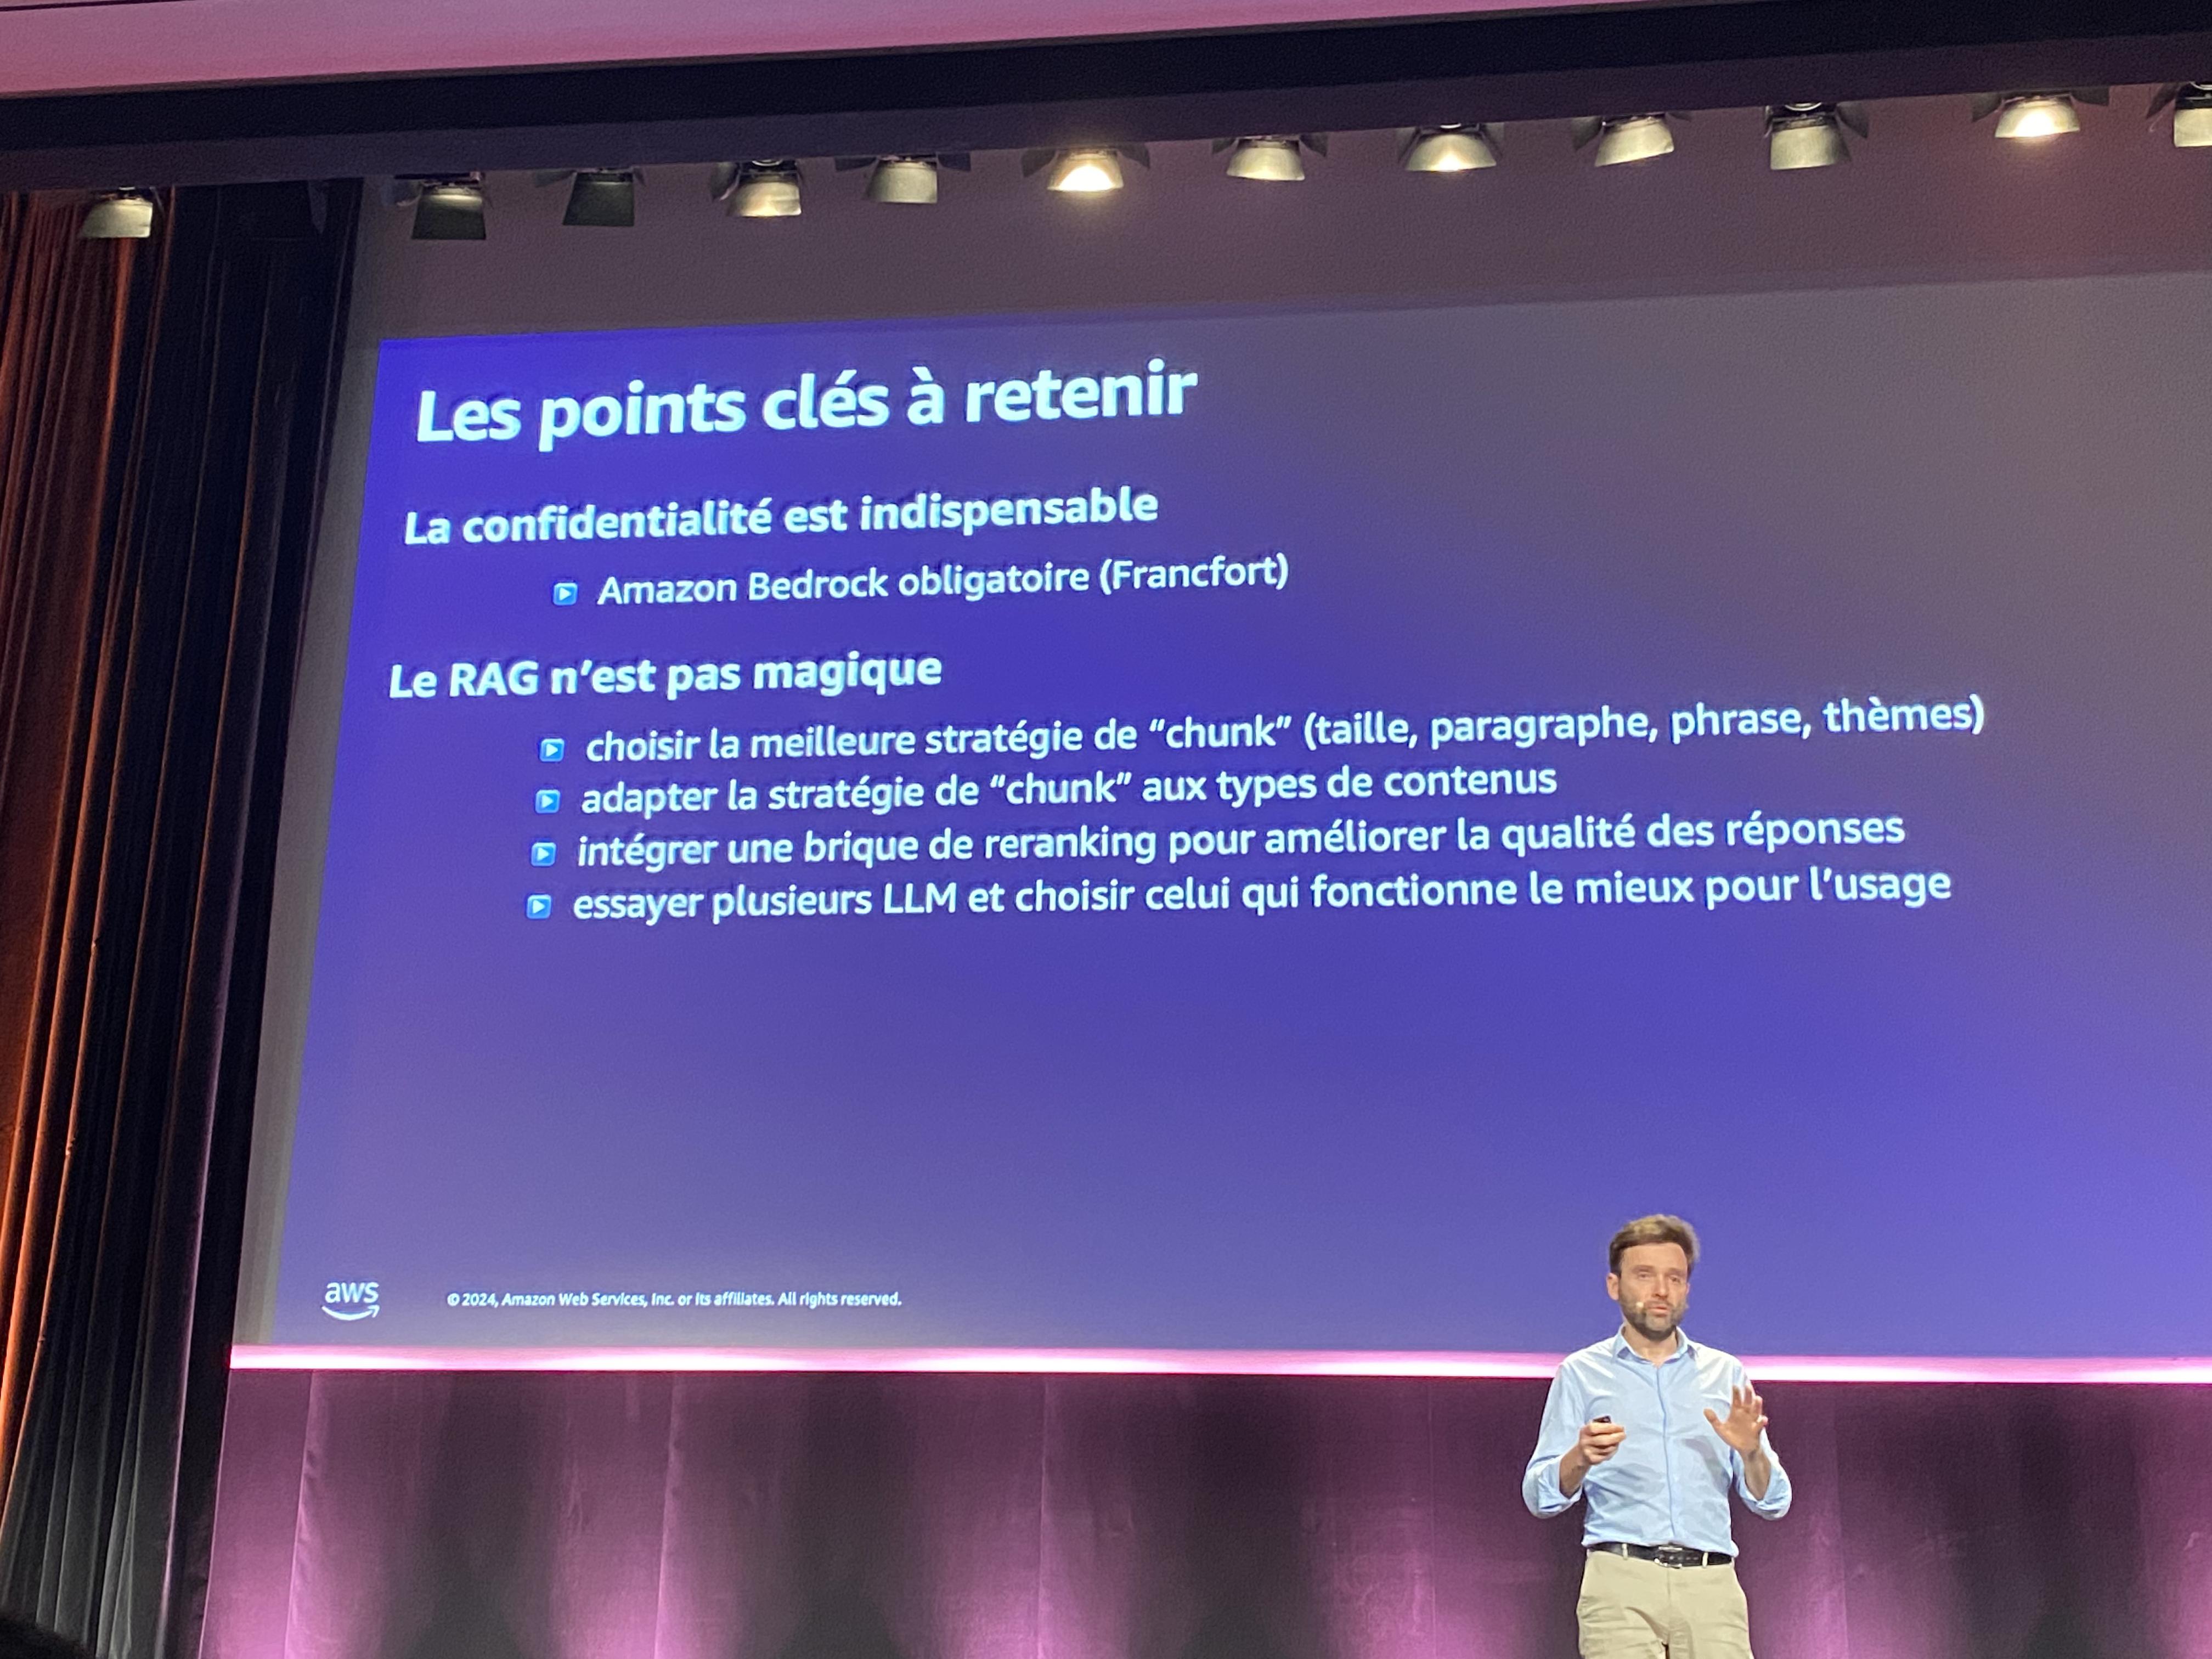 Les points clés à retenir
La confidentialité est indispensable
Amazon Bedrock obligatoire (Francfort)
Le RAG n’est pas magique
choisir la meilleure stratégie de “chunk” (taille, paragraphe, phrase, thèmes)
adapter la stratégie de “chunk” aux types de contenus
intégrer une brique de reranking pour améliorer la qualité des réponses
essayer plusieurs LLM et choisir celui qui fonctionne le mieux pour l’usage
aws
© 2024, Amazon Web Services, Inc. or its affiliates. All rights reserved.